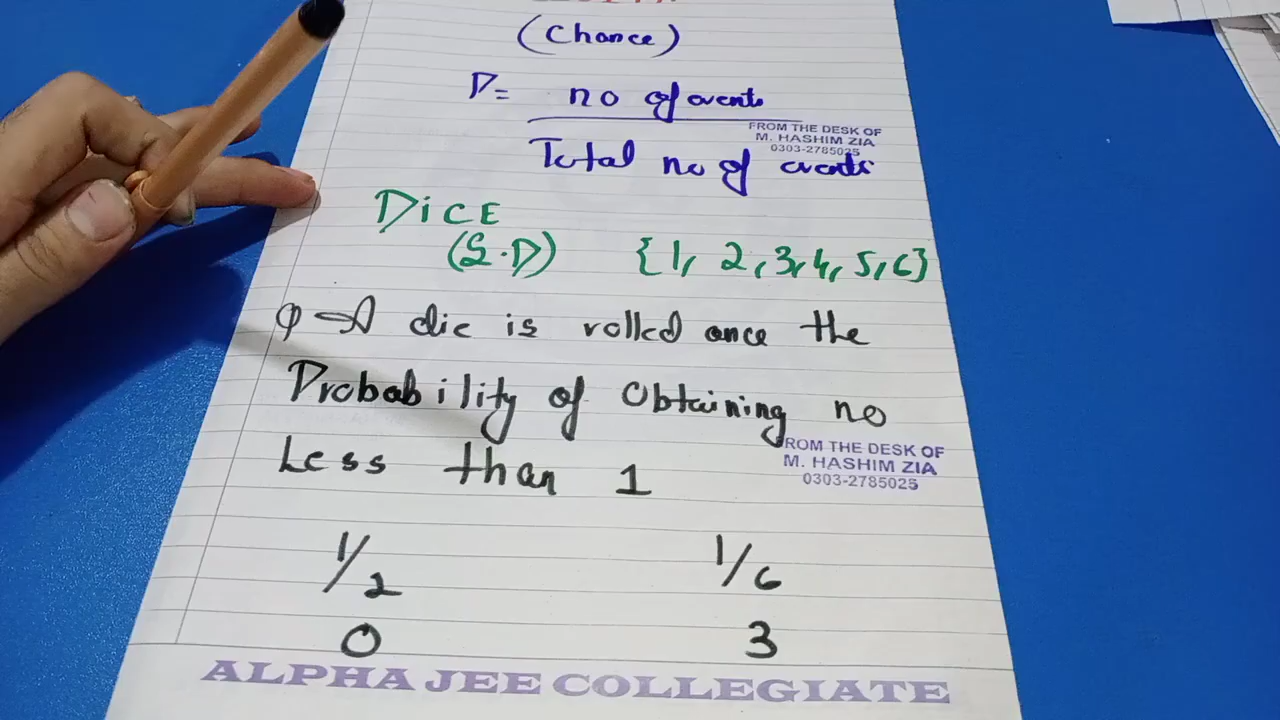 (Chance)
P = no of events
FROM THE DESK OF
M. HASHIM ZIA
0303-2785025
Total no of events
DiCE
(S.D) {1, 2, 3, 4, 5, 6}
Q → A die is rolled once the
Probability of Obtaining no
Less than 1
FROM THE DESK OF
M. HASHIM ZIA
0303-2785025
1/2 1/6
0 3
ALPHA JEE COLLEGIATE